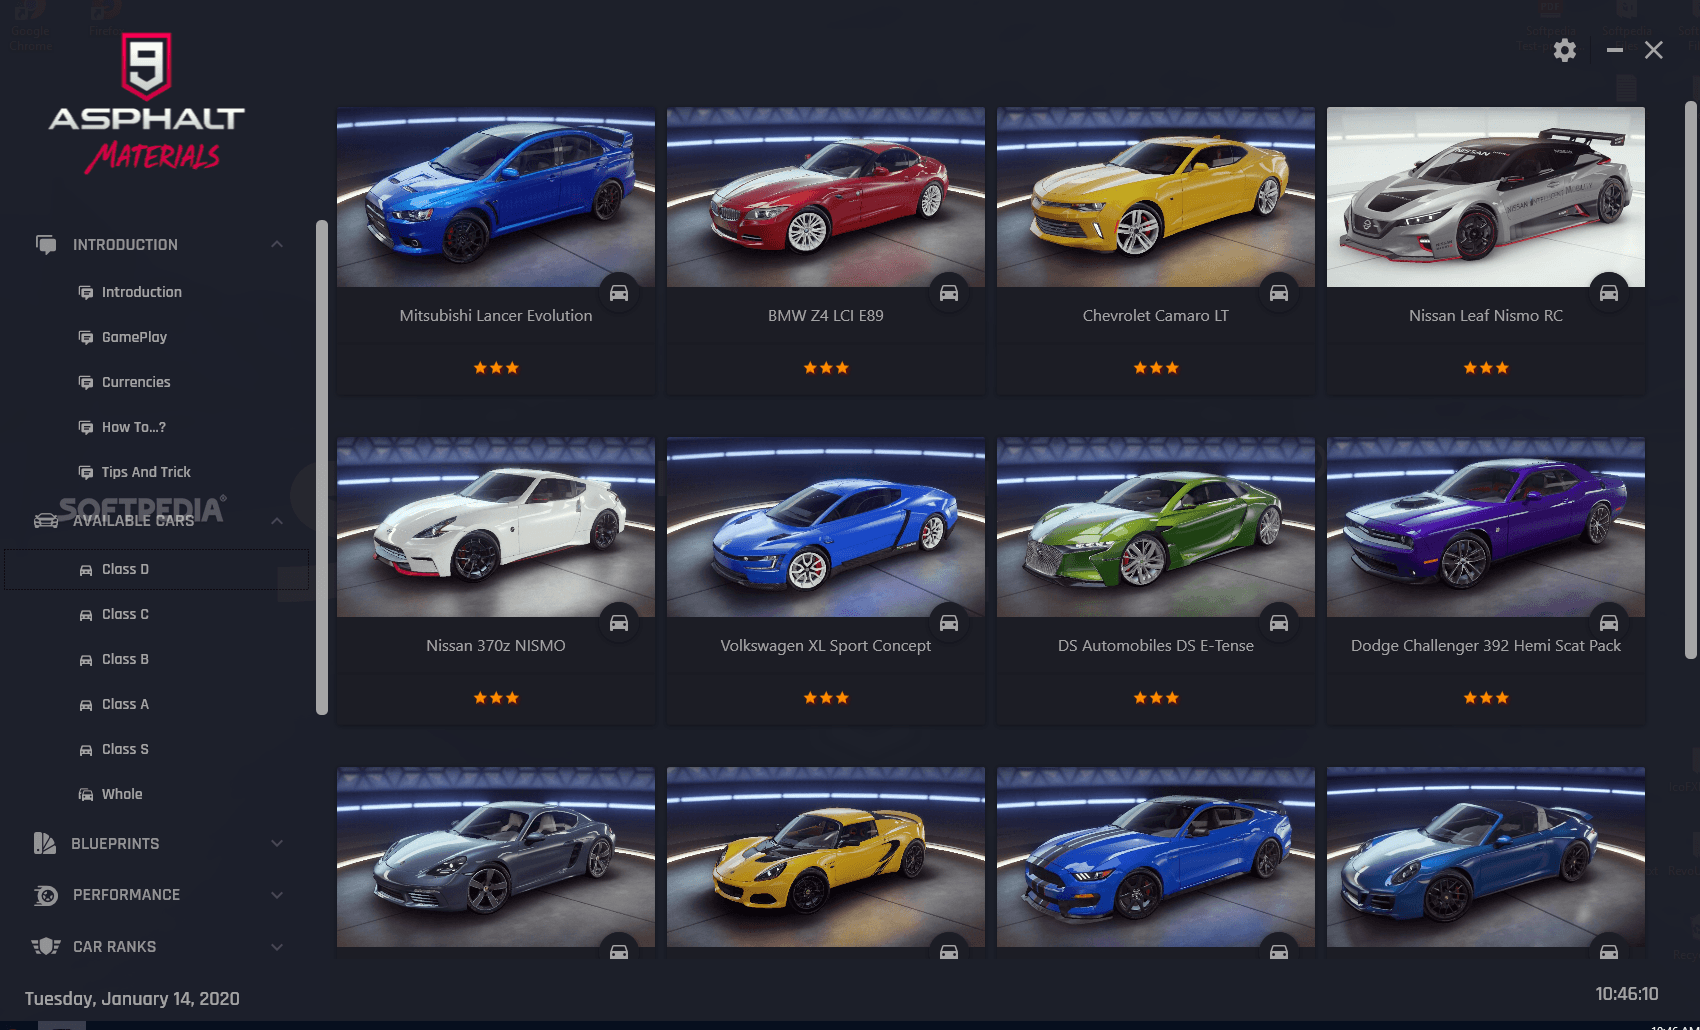 9
ASPHALT
MATERIALS
INTRODUCTION
Introduction
GamePlay
Currencies
How To...?
Tips And Trick
SOFTPEDIA®
AVAILABLE CARS
Class D
Class C
Class B
Class A
Class S
Whole
BLUEPRINTS
PERFORMANCE
CAR RANKS
Tuesday, January 14, 2020
Mitsubishi Lancer Evolution
BMW Z4 LCI E89
Chevrolet Camaro LT
Nissan Leaf Nismo RC
Nissan 370z NISMO
Volkswagen XL Sport Concept
DS Automobiles DS E-Tense
Dodge Challenger 392 Hemi Scat Pack
10:46:10